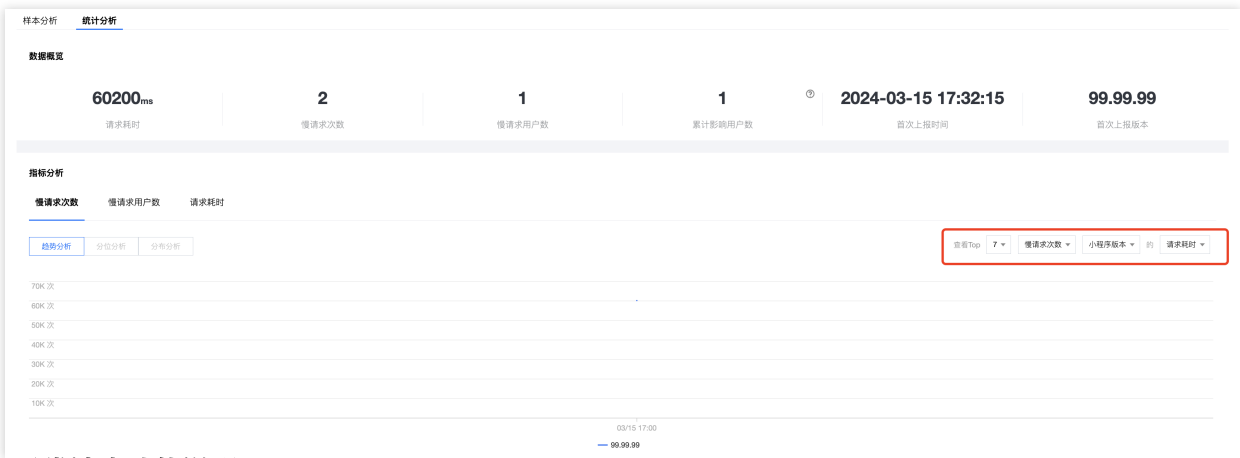 样本分析 统计分析
数据概览
60200ms 2 1 1 2024-03-15 17:32:15 99.99.99
请求耗时 慢请求次数 慢请求用户数 累计影响用户数 首次上报时间 首次上报版本
指标分析
慢请求次数 慢请求用户数 请求耗时
趋势分析 分位分析 分布分析 查看Top 7 慢请求次数 小程序版本 的 请求耗时
70K 次
60K 次
50K 次
40K 次
30K 次
20K 次
10K 次
03/15 17:00
99.99.99